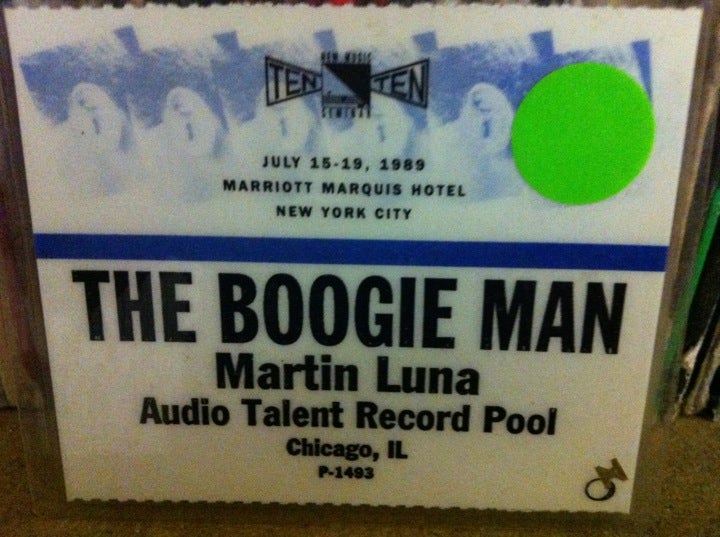 NEW MUSIC
TEN TEN
SEMINAR
JULY 15-19, 1989
MARRIOTT MARQUIS HOTEL
NEW YORK CITY
THE BOOGIE MAN
Martin Luna
Audio Talent Record Pool
Chicago, IL
P-1493